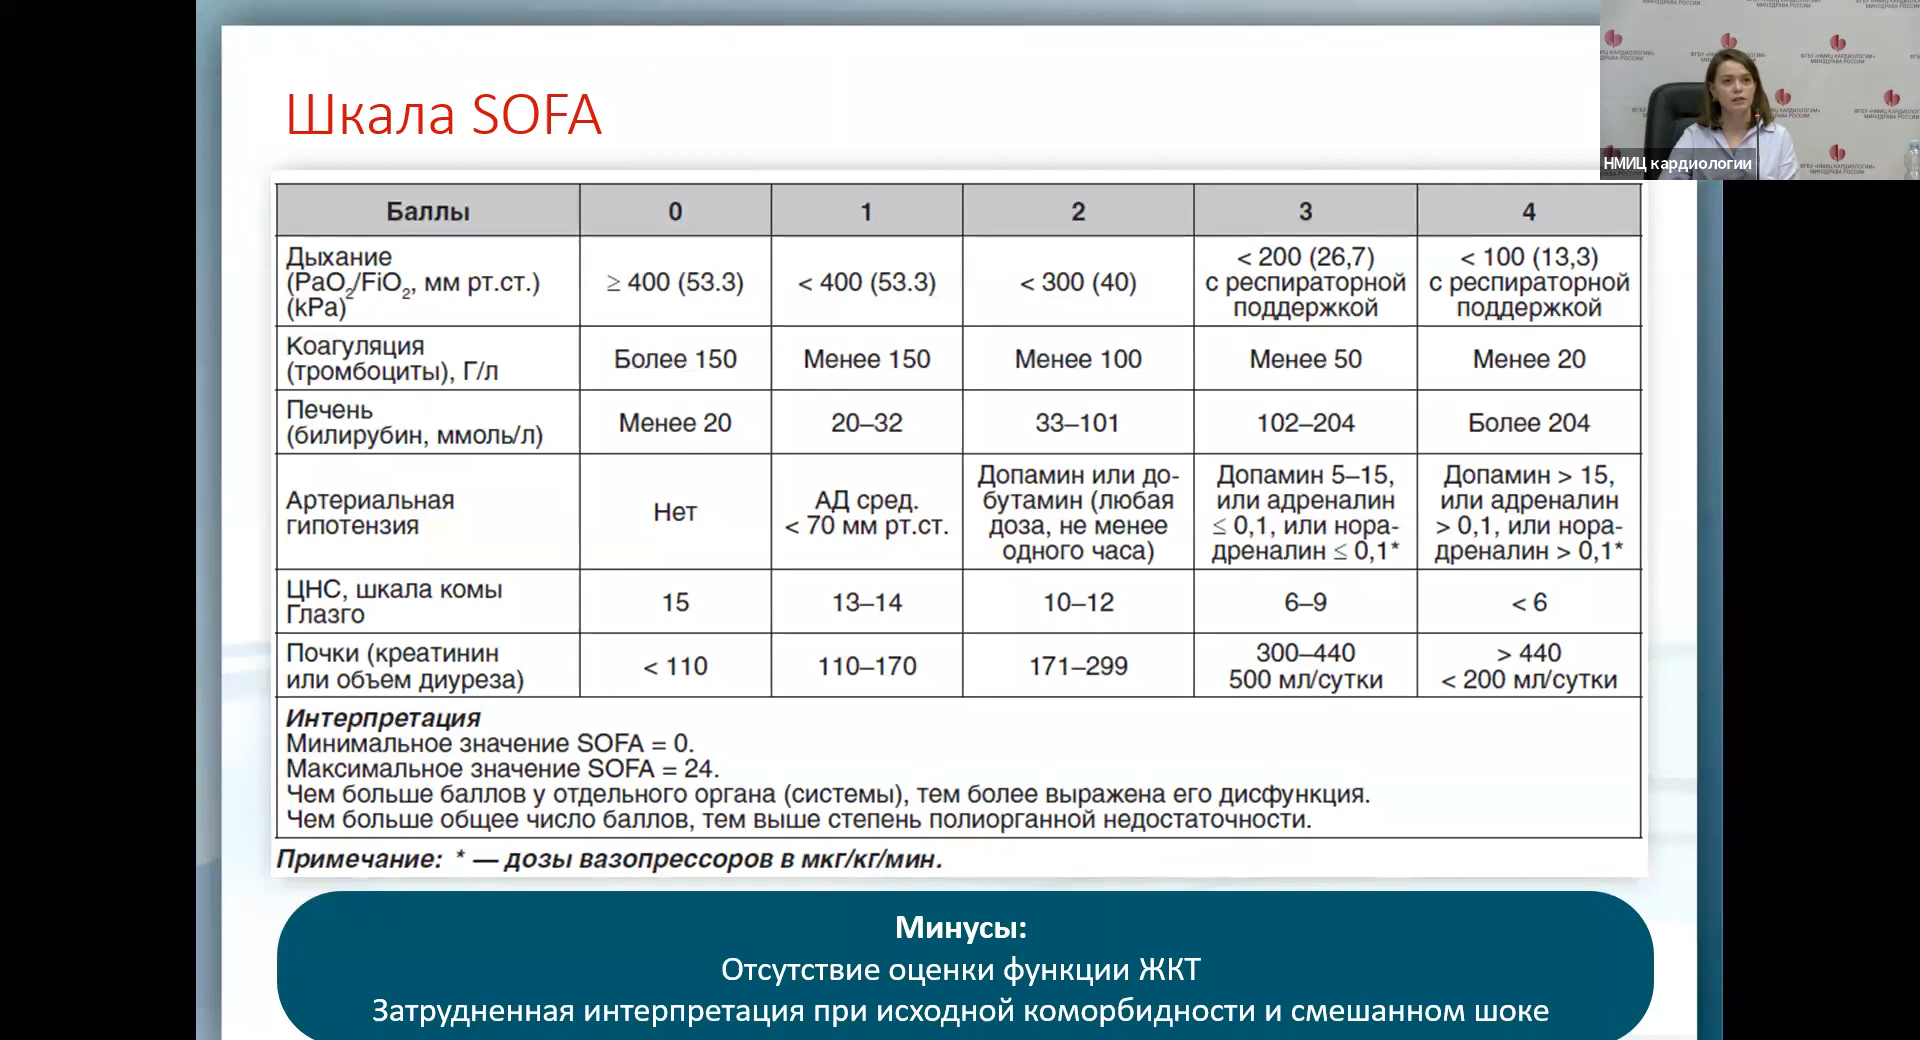 Шкала SOFA
НМИЦ кардиологии
ФГБУ «НМИЦ КАРДИОЛОГИИ»
МИНЗДРАВА РОССИИ
Баллы 0 1 2 3 4
Дыхание
(PaO2/FiO2, мм рт.ст.)
(kPa)
≥ 400 (53.3)
< 400 (53.3)
< 300 (40)
< 200 (26,7)
с респираторной
поддержкой
< 100 (13,3)
с респираторной
поддержкой
Коагуляция
(тромбоциты), Г/л
Более 150
Менее 150
Менее 100
Менее 50
Менее 20
Печень
(билирубин, ммоль/л)
Менее 20
20–32
33–101
102–204
Более 204
Артериальная
гипотензия
Нет
АД сред.
< 70 мм рт.ст.
Допамин или до-
бутамин (любая
доза, не менее
одного часа)
Допамин 5–15,
или адреналин
≤ 0,1, или нора-
дреналин ≤ 0,1*
Допамин > 15,
или адреналин
> 0,1, или нора-
дреналин > 0,1*
ЦНС, шкала комы
Глазго
15
13–14
10–12
6–9
< 6
Почки (креатинин
или объем диуреза)
< 110
110–170
171–299
300–440
500 мл/сутки
> 440
< 200 мл/сутки
Интерпретация
Минимальное значение SOFA = 0.
Максимальное значение SOFA = 24.
Чем больше баллов у отдельного органа (системы), тем более выражена его дисфункция.
Чем больше общее число баллов, тем выше степень полиорганной недостаточности.
Примечание: * — дозы вазопрессоров в мкг/кг/мин.
Минусы:
Отсутствие оценки функции ЖКТ
Затрудненная интерпретация при исходной коморбидности и смешанном шоке